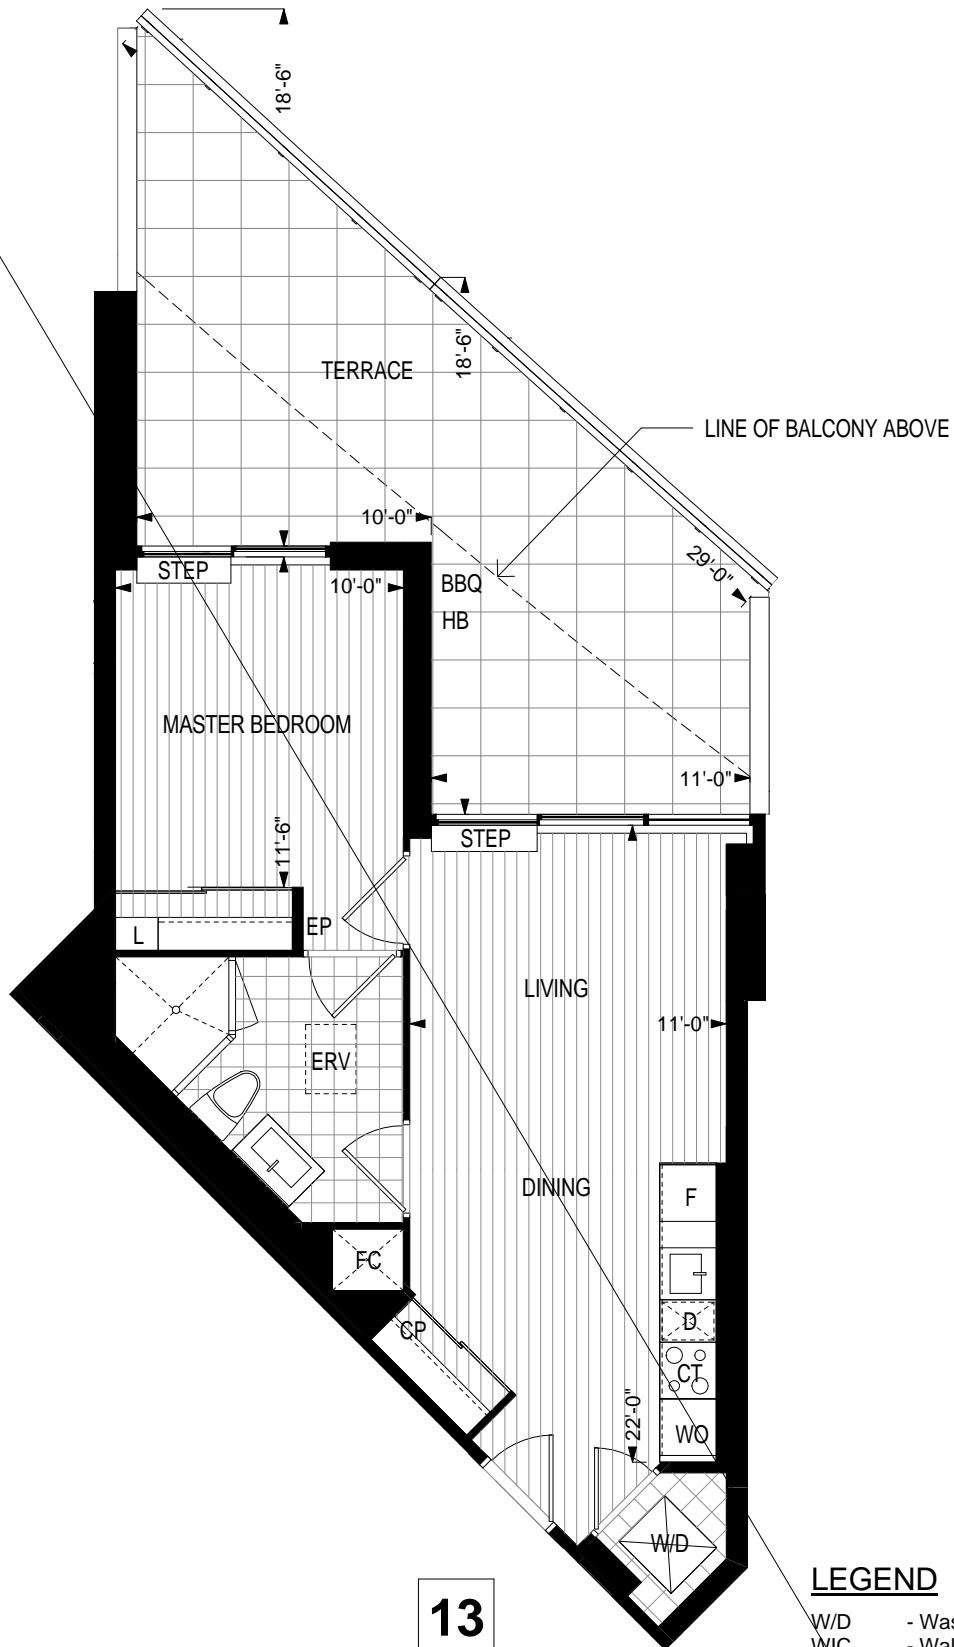 18'-6"
18'-6"
TERRACE
LINE OF BALCONY ABOVE
10'-0"
29'-0"
STEP
10'-0"
BBQ
HB
MASTER BEDROOM
11'-0"
STEP
11'-6"
EP
L
LIVING
11'-0"
ERV
DINING
F
FC
D
CP
CT
22'-0"
WO
W/D
LEGEND
13
W/D - Was
WIC - Wal